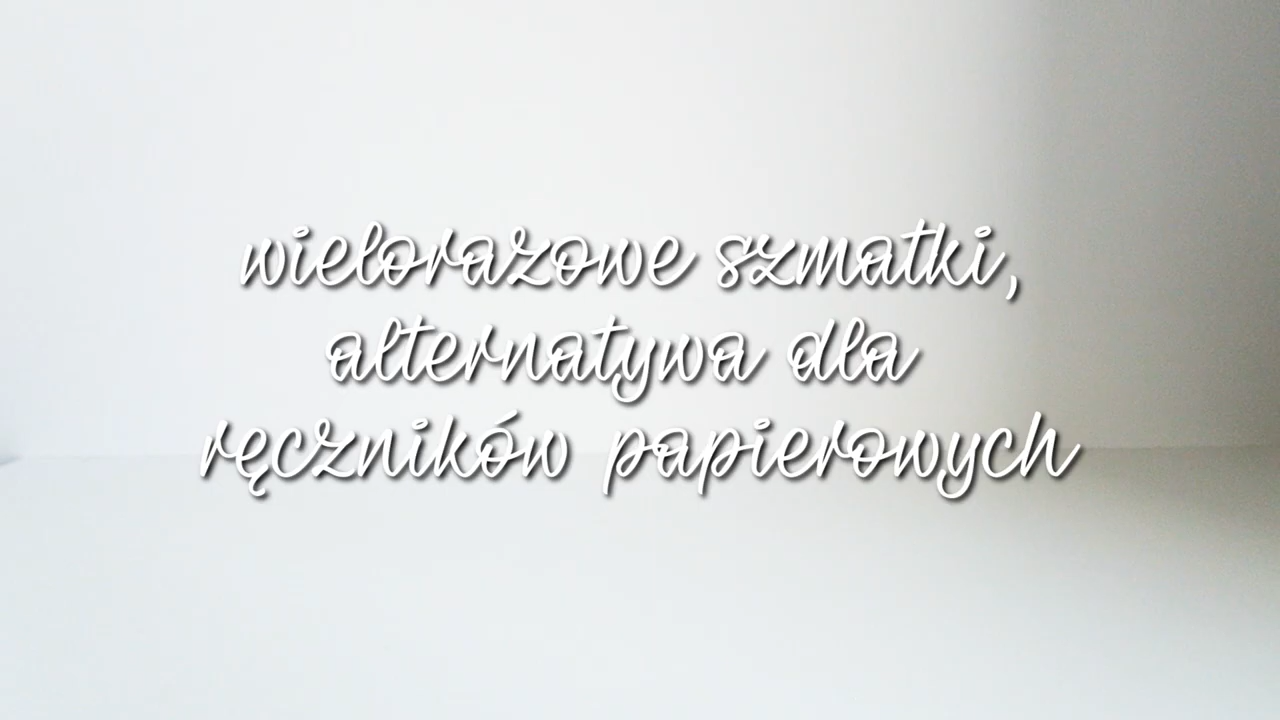 wielorazowe szmatki,
alternatywa dla
ręczników papierowych